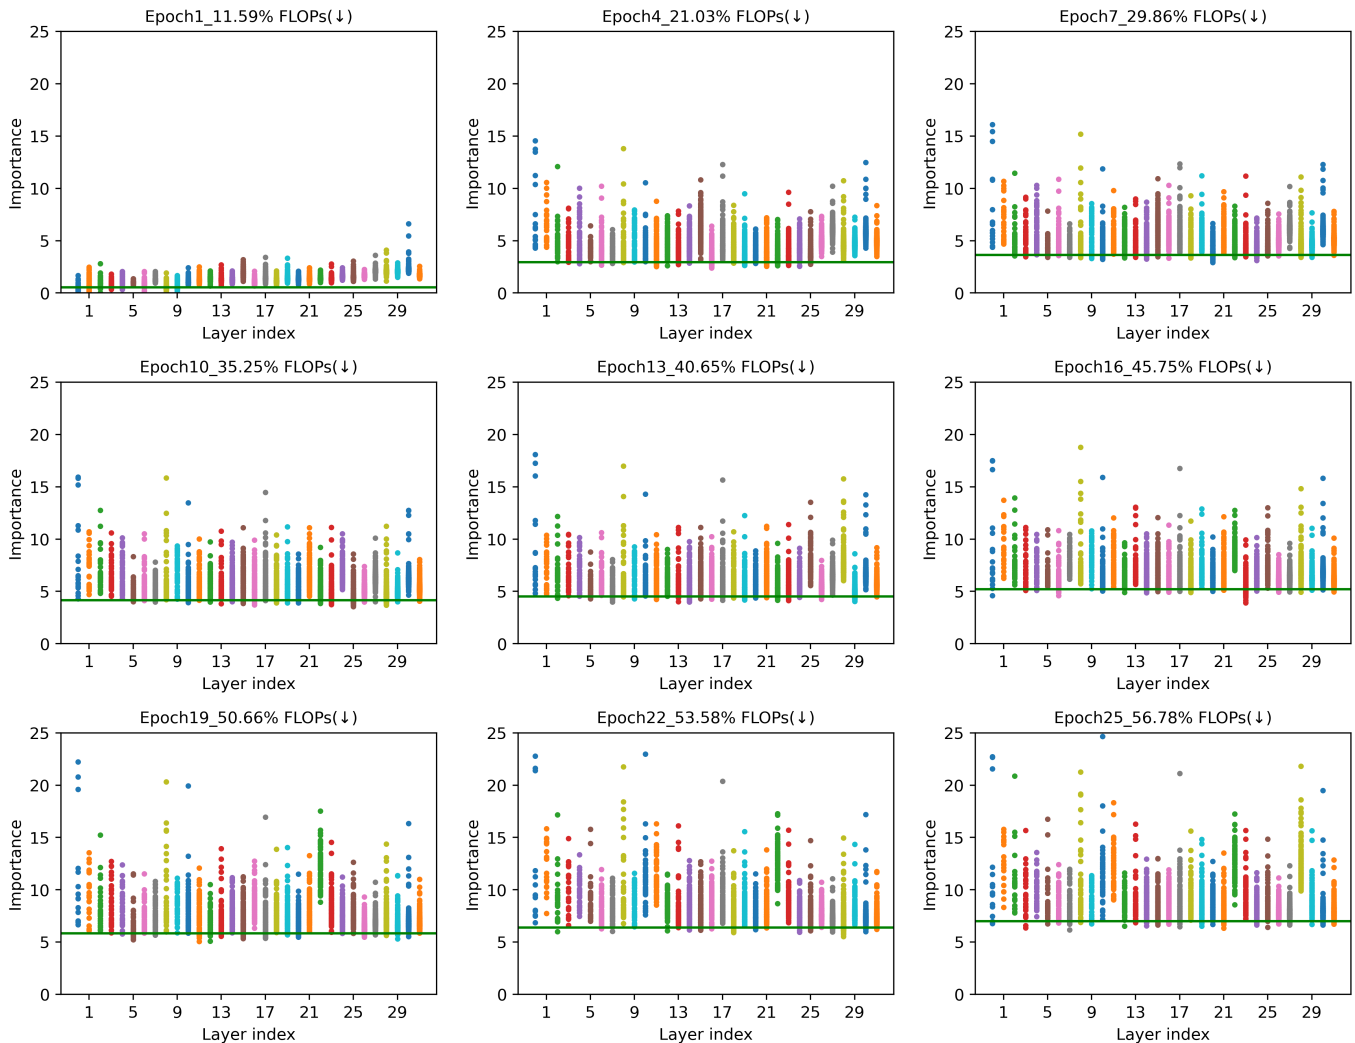 Epoch1_11.59% FLOPs(↓)
25
20
15
10
5
0
Importance
1 5 9 13 17 21 25 29
Layer index
Epoch4_21.03% FLOPs(↓)
25
20
15
10
5
0
Importance
1 5 9 13 17 21 25 29
Layer index
Epoch7_29.86% FLOPs(↓)
25
20
15
10
5
0
Importance
1 5 9 13 17 21 25 29
Layer index
Epoch10_35.25% FLOPs(↓)
25
20
15
10
5
0
Importance
1 5 9 13 17 21 25 29
Layer index
Epoch13_40.65% FLOPs(↓)
25
20
15
10
5
0
Importance
1 5 9 13 17 21 25 29
Layer index
Epoch16_45.75% FLOPs(↓)
25
20
15
10
5
0
Importance
1 5 9 13 17 21 25 29
Layer index
Epoch19_50.66% FLOPs(↓)
25
20
15
10
5
0
Importance
1 5 9 13 17 21 25 29
Layer index
Epoch22_53.58% FLOPs(↓)
25
20
15
10
5
0
Importance
1 5 9 13 17 21 25 29
Layer index
Epoch25_56.78% FLOPs(↓)
25
20
15
10
5
0
Importance
1 5 9 13 17 21 25 29
Layer index